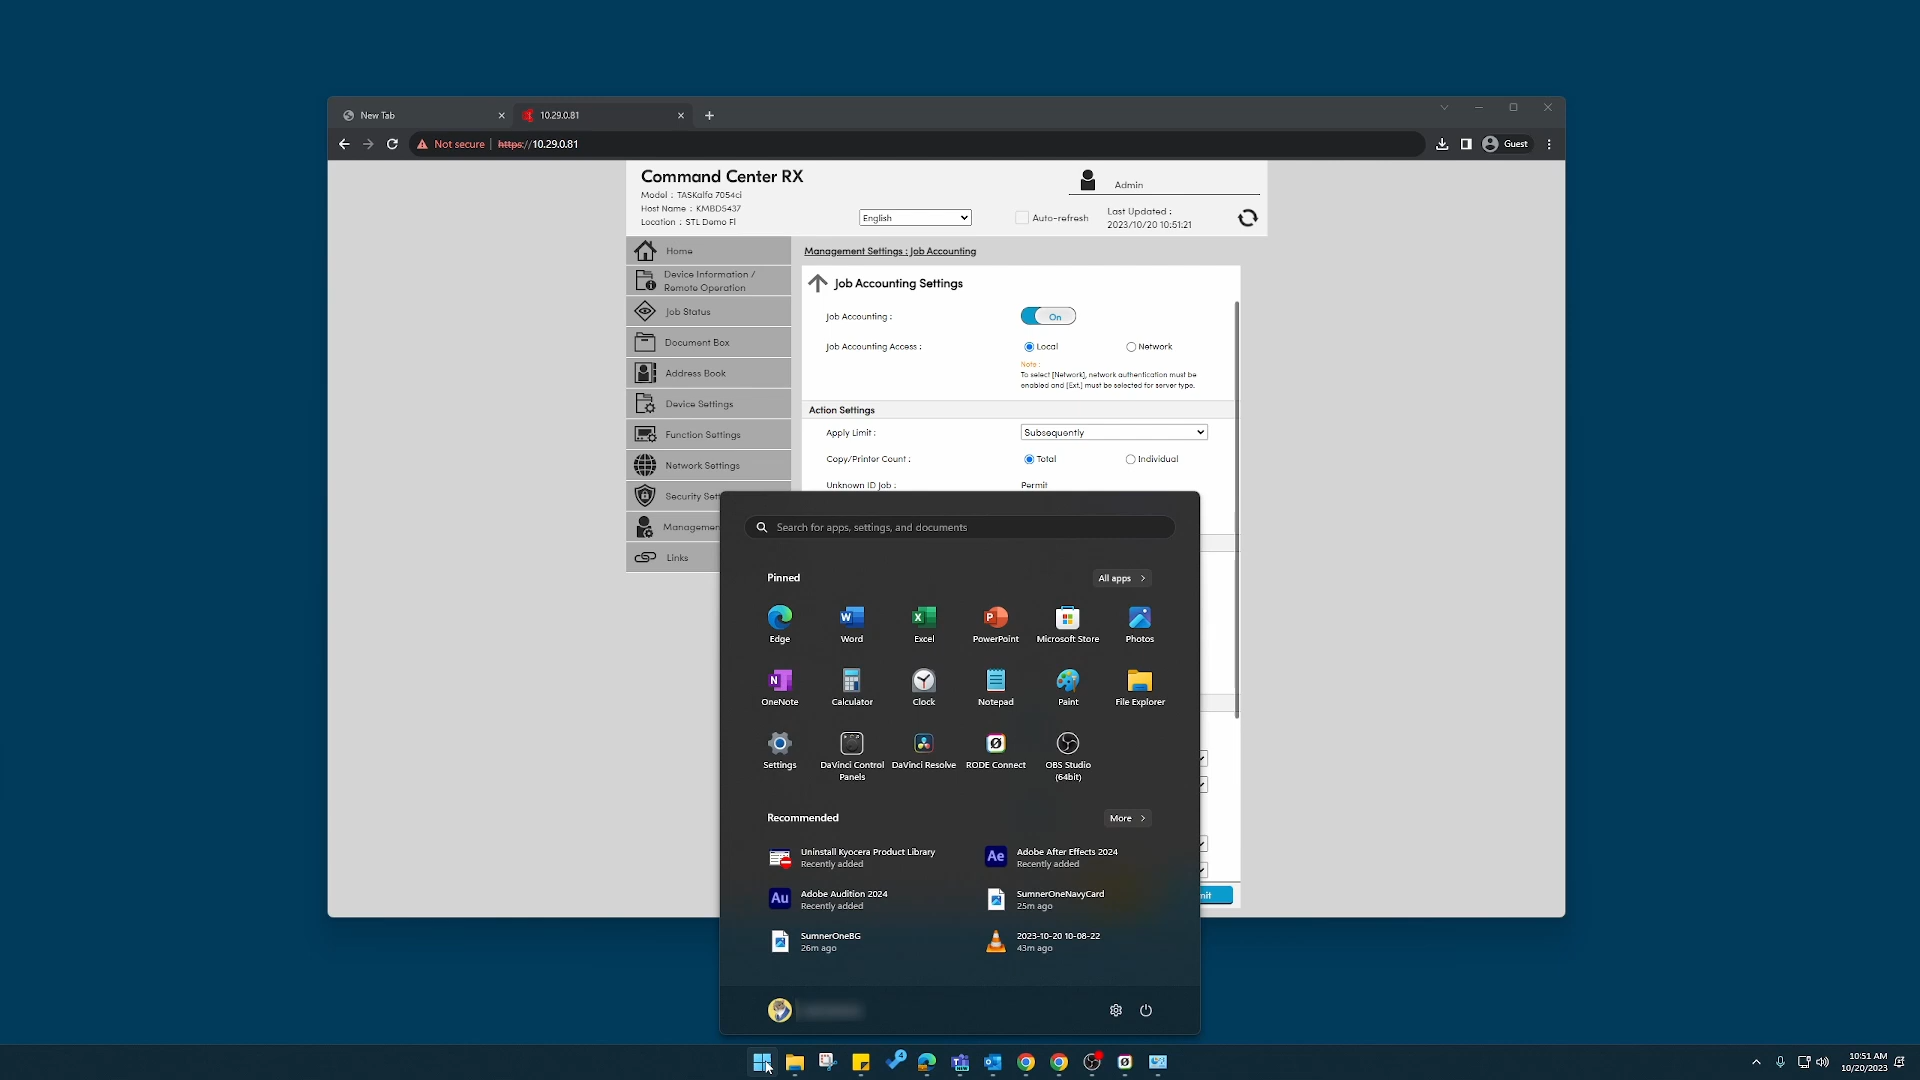 New Tab
10.29.0.81
Not secure | https://10.29.0.81
Guest
Command Center RX
Model : TASKalfa 7054ci
Host Name : KMBD5437
Location : STL Demo Fl
English
Admin
Auto-refresh
Last Updated :
2023/10/20 10:51:21
Home
Device Information /
Remote Operation
Job Status
Document Box
Address Book
Device Settings
Function Settings
Network Settings
Security Sett
Managemen
Links
Management Settings : Job Accounting
Job Accounting Settings
Job Accounting :
On
Job Accounting Access :
Local
Network
Note :
To select [Network], network authentication must be
enabled and [Ext.] must be selected for server type.
Action Settings
Apply Limit :
Subsequently
Copy/Printer Count :
Total
Individual
Unknown ID Job :
Permit
Search for apps, settings, and documents
Pinned
All apps
Edge
Word
Excel
PowerPoint
Microsoft Store
Photos
OneNote
Calculator
Clock
Notepad
Paint
File Explorer
Settings
DaVinci Control
Panels
DaVinci Resolve
RODE Connect
OBS Studio
(64bit)
Recommended
More
Uninstall Kyocera Product Library
Recently added
Adobe After Effects 2024
Recently added
Adobe Audition 2024
Recently added
SumnerOneNavyCard
25m ago
SumnerOneBG
26m ago
2023-10-20 10-08-22
43m ago
nit
10:51 AM
10/20/2023